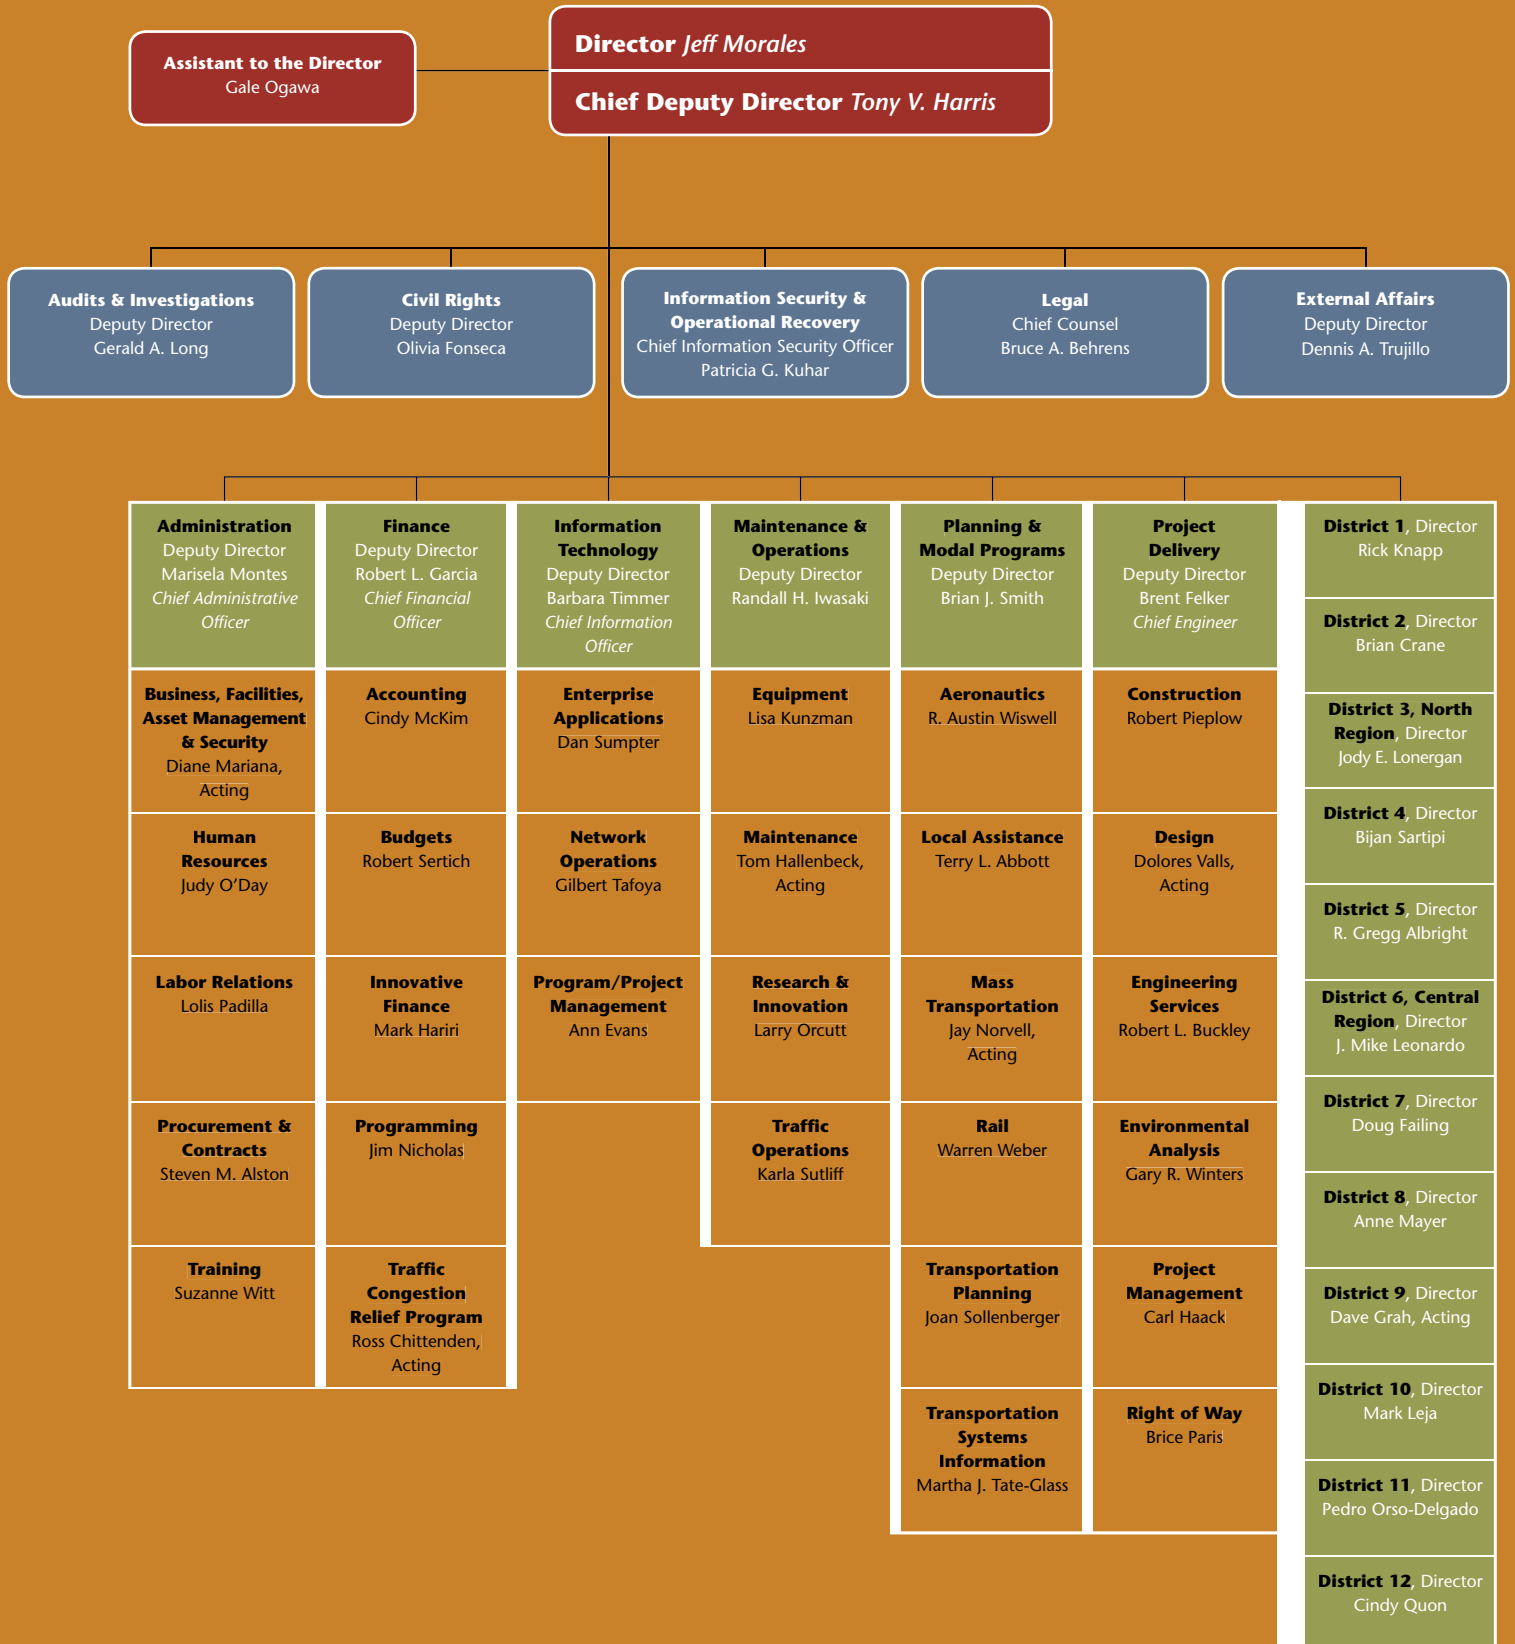 Assistant to the Director
Gale Ogawa
Director Jeff Morales
Chief Deputy Director Tony V. Harris
Audits & Investigations
Deputy Director
Gerald A. Long
Civil Rights
Deputy Director
Olivia Fonseca
Information Security &
Operational Recovery
Chief Information Security Officer
Patricia G. Kuhar
Legal
Chief Counsel
Bruce A. Behrens
External Affairs
Deputy Director
Dennis A. Trujillo
Administration
Deputy Director
Marisela Montes
Chief Administrative
Officer
Business, Facilities,
Asset Management
& Security
Diane Mariana,
Acting
Human
Resources
Judy O’Day
Labor Relations
Lolis Padilla
Procurement &
Contracts
Steven M. Alston
Training
Suzanne Witt
Finance
Deputy Director
Robert L. Garcia
Chief Financial
Officer
Accounting
Cindy McKim
Budgets
Robert Sertich
Innovative
Finance
Mark Hariri
Programming
Jim Nicholas
Traffic
Congestion
Relief Program
Ross Chittenden,
Acting
Information
Technology
Deputy Director
Barbara Timmer
Chief Information
Officer
Enterprise
Applications
Dan Sumpter
Network
Operations
Gilbert Tafoya
Program/Project
Management
Ann Evans
Maintenance &
Operations
Deputy Director
Randall H. Iwasaki
Equipment
Lisa Kunzman
Maintenance
Tom Hallenbeck,
Acting
Research &
Innovation
Larry Orcutt
Traffic
Operations
Karla Sutliff
Planning &
Modal Programs
Deputy Director
Brian J. Smith
Aeronautics
R. Austin Wiswell
Local Assistance
Terry L. Abbott
Mass
Transportation
Jay Norvell,
Acting
Rail
Warren Weber
Transportation
Planning
Joan Sollenberger
Transportation
Systems
Information
Martha J. Tate-Glass
Project
Delivery
Deputy Director
Brent Felker
Chief Engineer
Construction
Robert Pieplow
Design
Dolores Valls,
Acting
Engineering
Services
Robert L. Buckley
Environmental
Analysis
Gary R. Winters
Project
Management
Carl Haack
Right of Way
Brice Paris
District 1, Director
Rick Knapp
District 2, Director
Brian Crane
District 3, North
Region, Director
Jody E. Lonergan
District 4, Director
Bijan Sartipi
District 5, Director
R. Gregg Albright
District 6, Central
Region, Director
J. Mike Leonardo
District 7, Director
Doug Failing
District 8, Director
Anne Mayer
District 9, Director
Dave Grah, Acting
District 10, Director
Mark Leja
District 11, Director
Pedro Orso-Delgado
District 12, Director
Cindy Quon